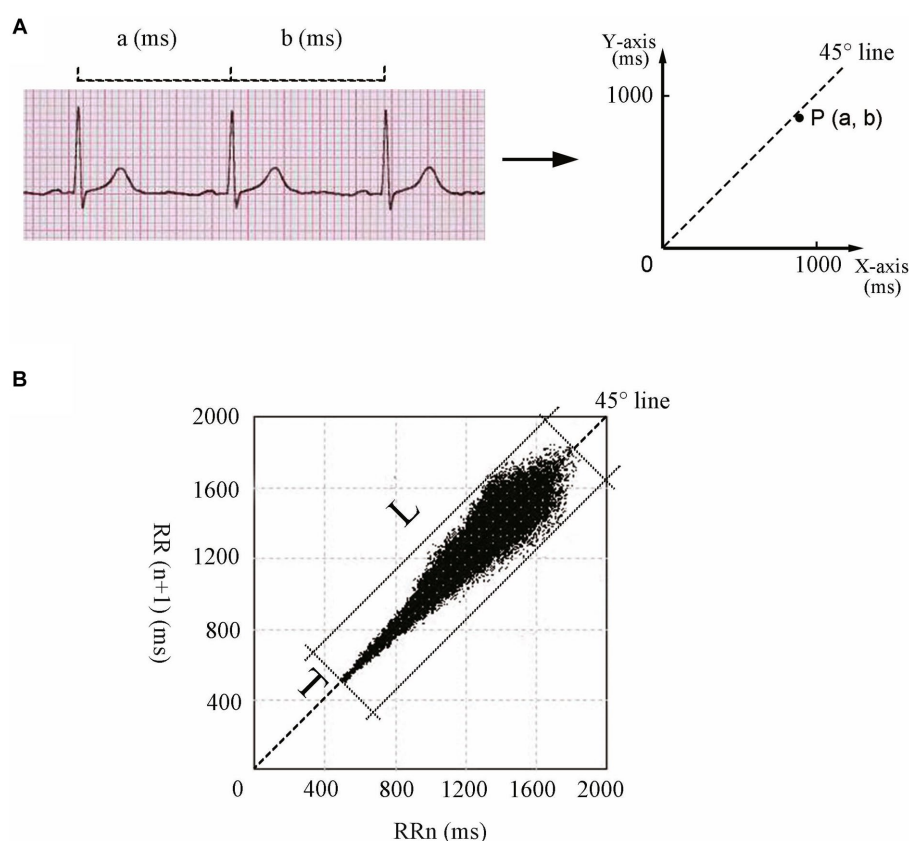 A
a (ms)
b (ms)
Y-axis
(ms)
45° line
1000
P (a, b)
0
1000
X-axis
(ms)
B
45° line
2000
1600
1200
800
400
0
RR (n+1) (ms)
L
T
400
800
1200
1600
2000
RRn (ms)